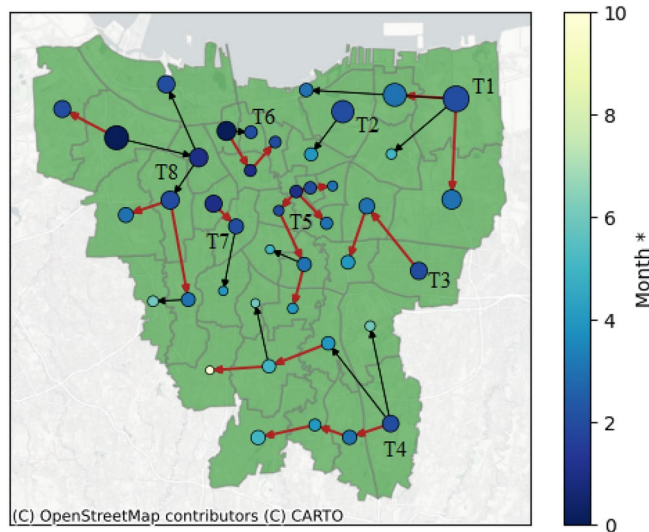 T1
T2
T6
T8
T5
T7
T3
T4
(C) OpenStreetMap contributors (C) CARTO
10
8
6
4
2
0
Month *